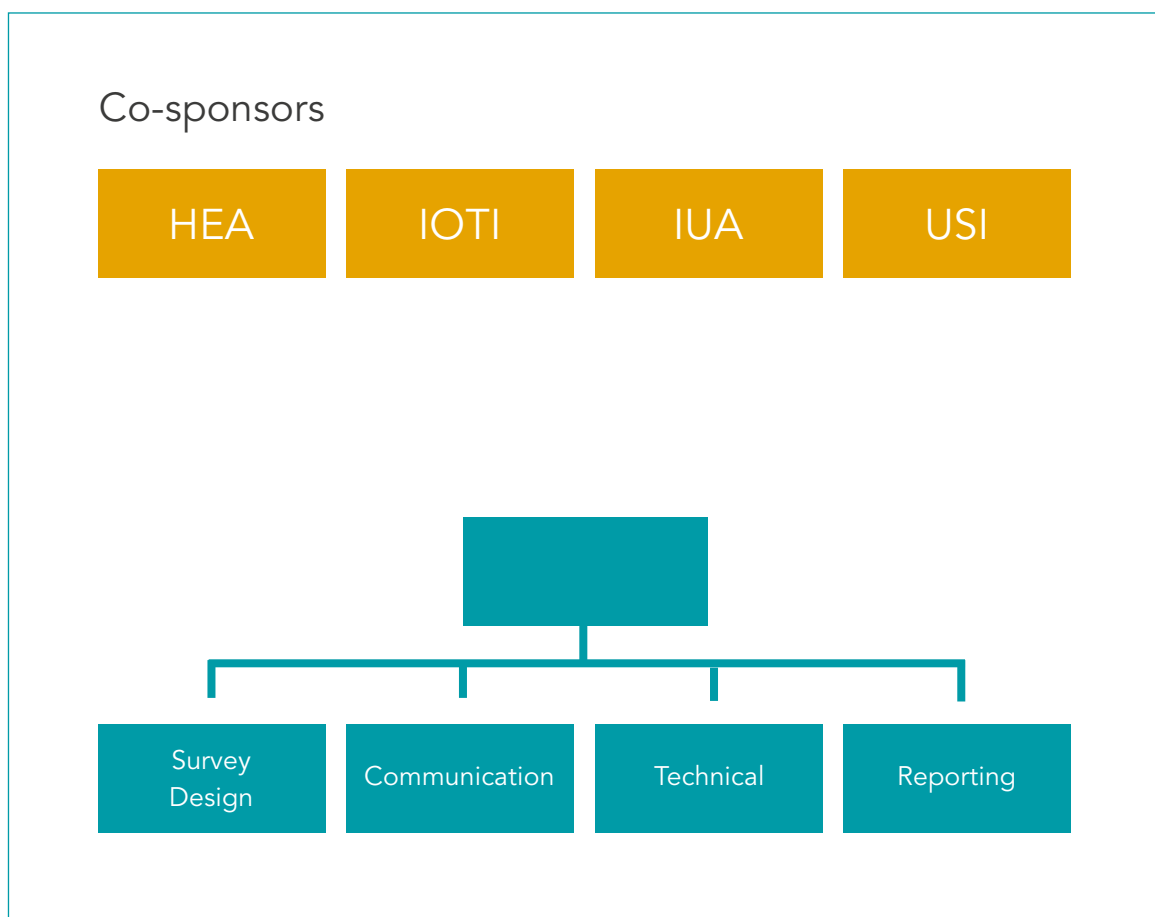 Co-sponsors
HEA
IOTI
IUA
USI
Survey
Design
Communication
Technical
Reporting